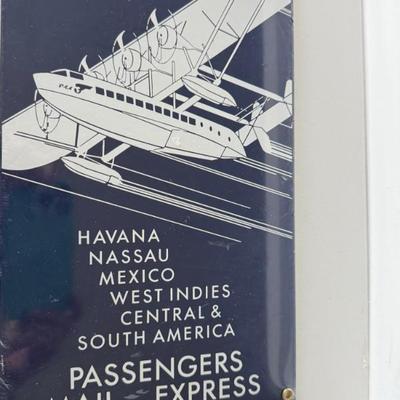 HAVANA
NASSAU
MEXICO
WEST INDIES
CENTRAL &
SOUTH AMERICA
PASSENGERS
MAIL EXPRESS